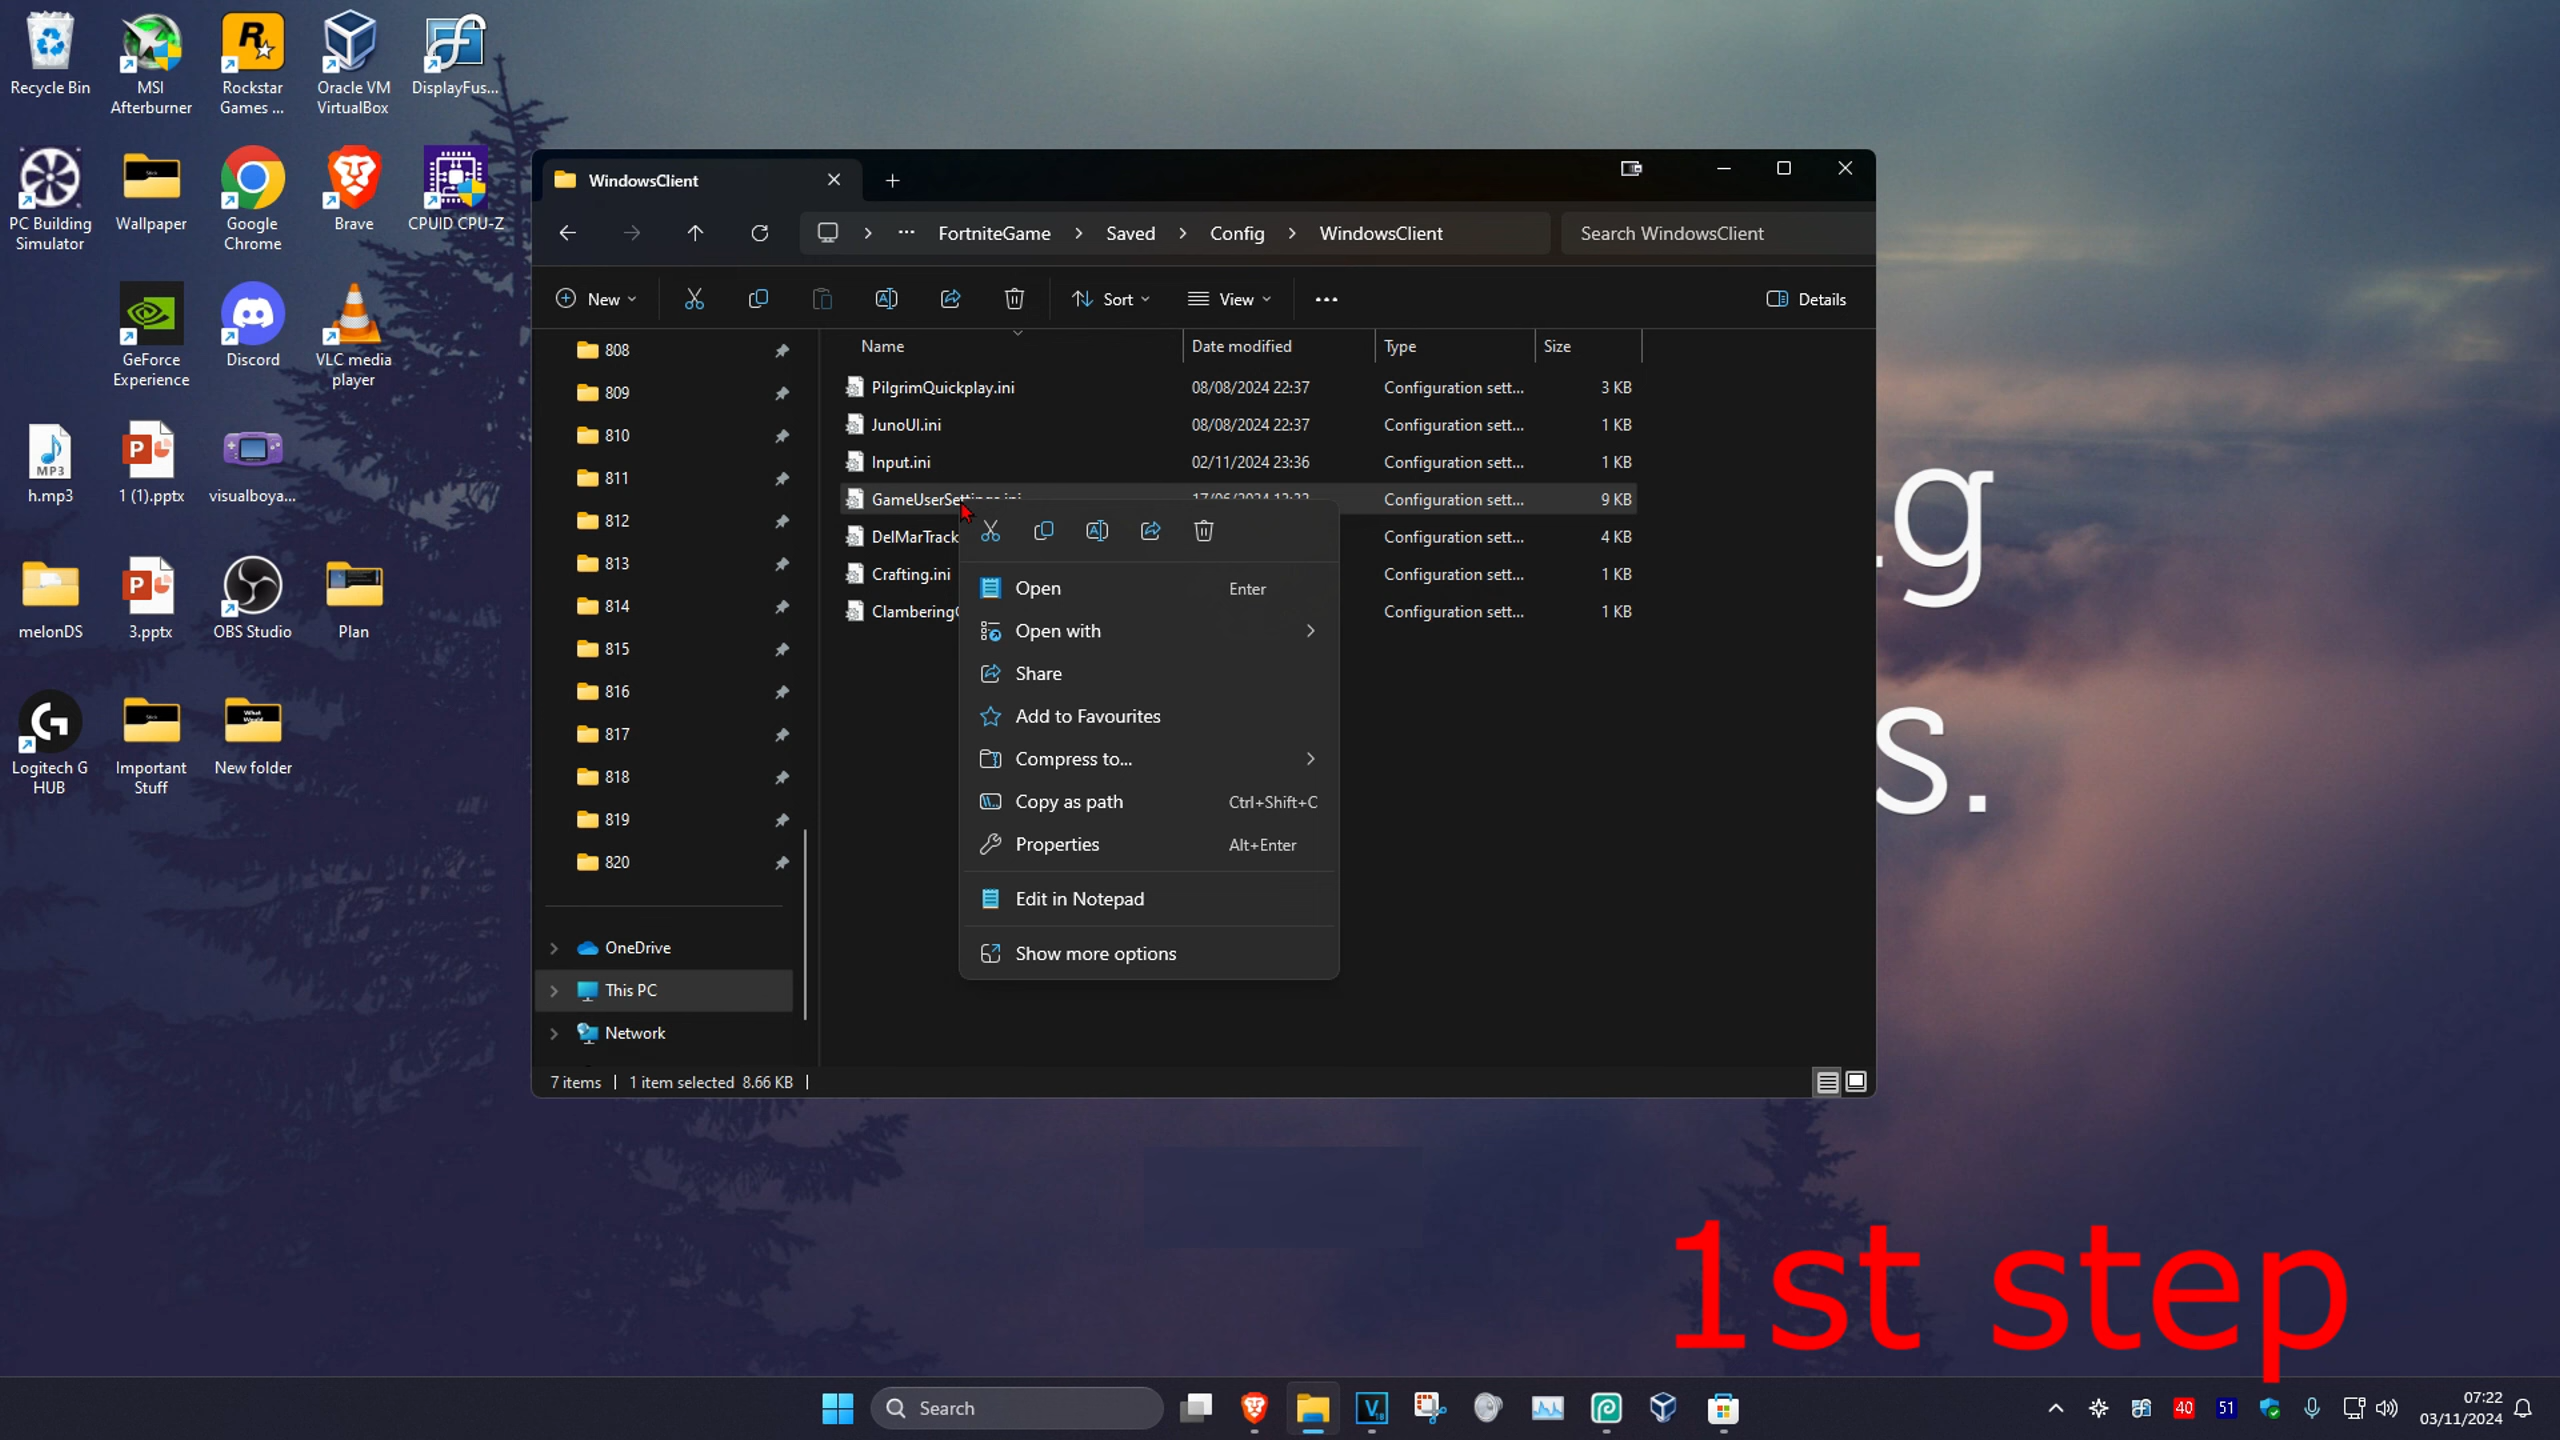 Recycle Bin
MSI Afterburner
Rockstar Games ...
Oracle VM VirtualBox
DisplayFus...
PC Building Simulator
Wallpaper
Google Chrome
Brave
CPUID CPU-Z
GeForce Experience
Discord
VLC media player
MP3
h.mp3
1 (1).pptx
visualboya...
melonDS
3.pptx
OBS Studio
Plan
Logitech G HUB
Important Stuff
New folder
WindowsClient
FortniteGame > Saved > Config > WindowsClient
Search WindowsClient
New
Sort
View
Details
808
809
810
811
812
813
814
815
816
817
818
819
820
OneDrive
This PC
Network
Name Date modified Type Size
PilgrimQuickplay.ini 08/08/2024 22:37 Configuration sett... 3 KB
JunoUI.ini 08/08/2024 22:37 Configuration sett... 1 KB
Input.ini 02/11/2024 23:36 Configuration sett... 1 KB
GameUserSettings.ini Configuration sett... 9 KB
DelMarTrack Configuration sett... 4 KB
Crafting.ini Configuration sett... 1 KB
Clambering Configuration sett... 1 KB
Open Enter
Open with
Share
Add to Favourites
Compress to...
Copy as path Ctrl+Shift+C
Properties Alt+Enter
Edit in Notepad
Show more options
7 items | 1 item selected 8.66 KB |
g
s.
1st step
Search
40
51
07:22
03/11/2024